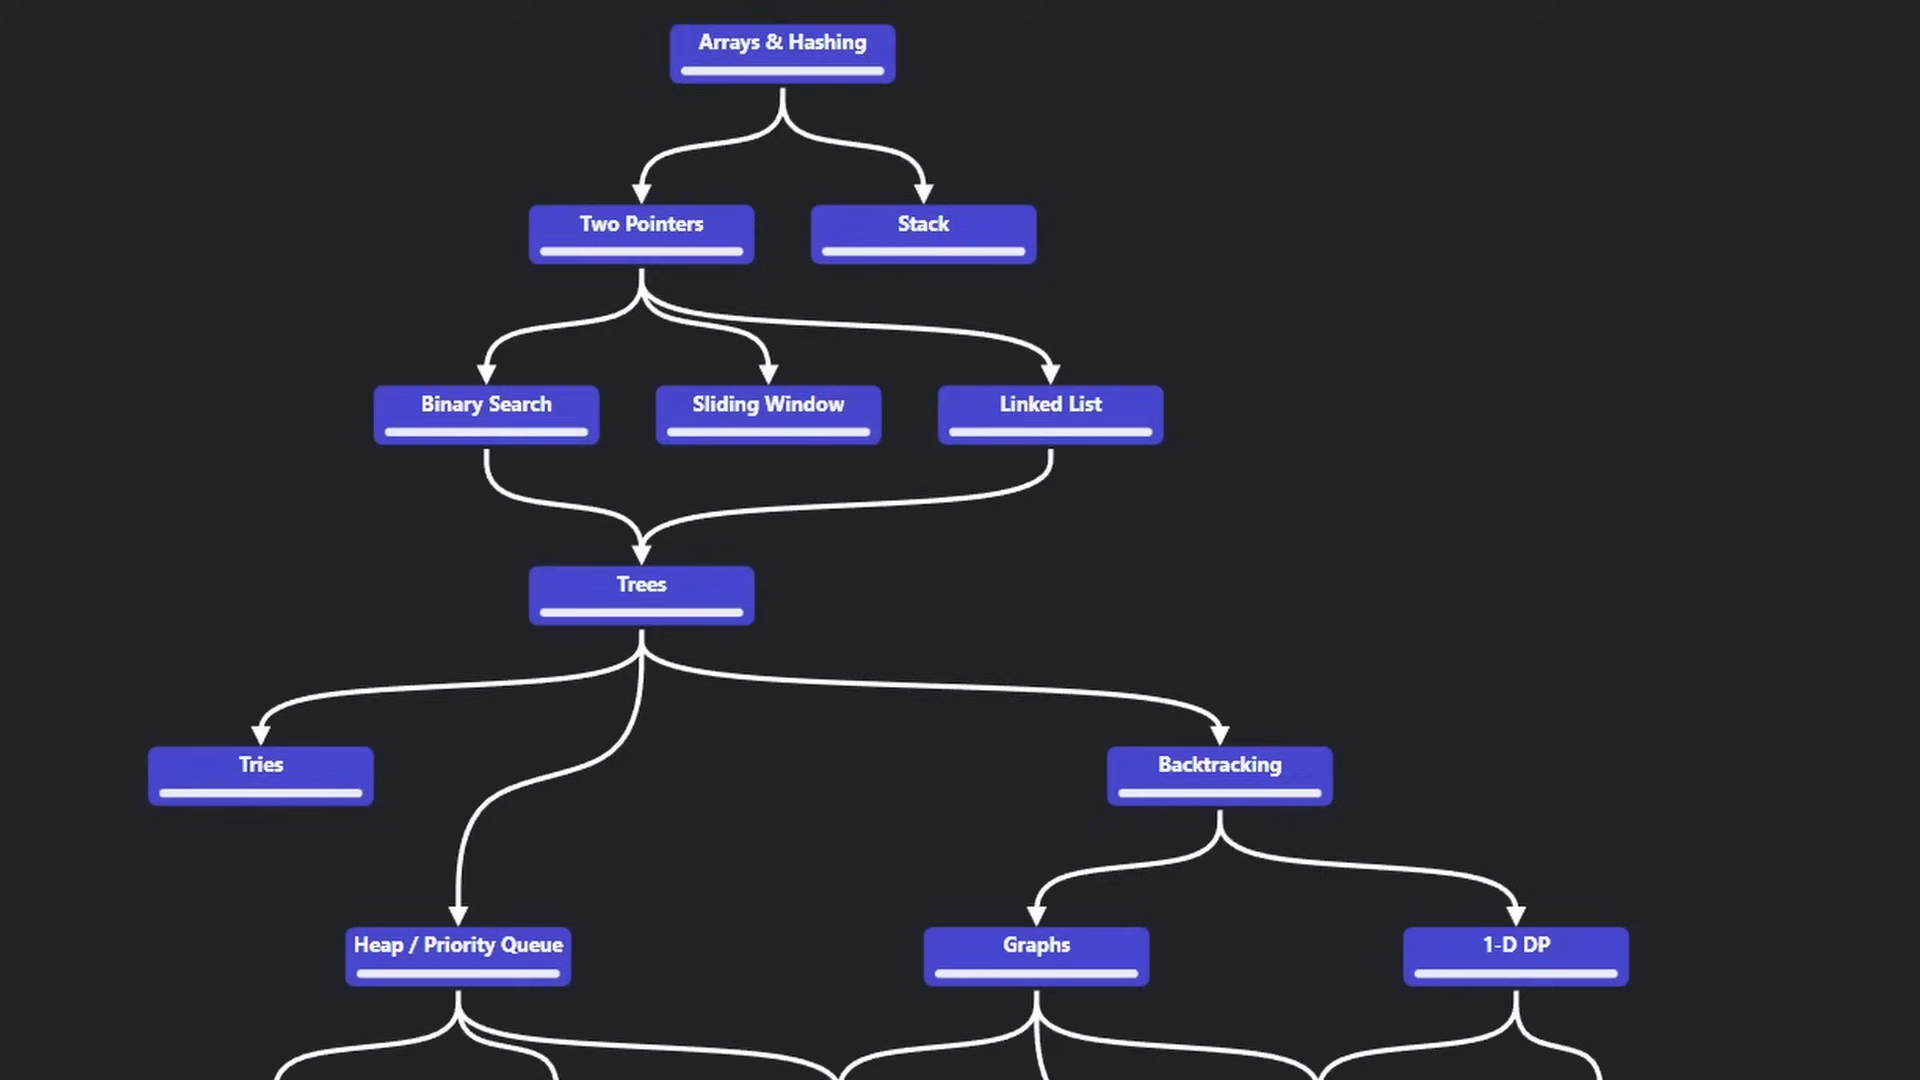 Arrays & Hashing
Two Pointers
Stack
Binary Search
Sliding Window
Linked List
Trees
Tries
Backtracking
Heap / Priority Queue
Graphs
1-D DP